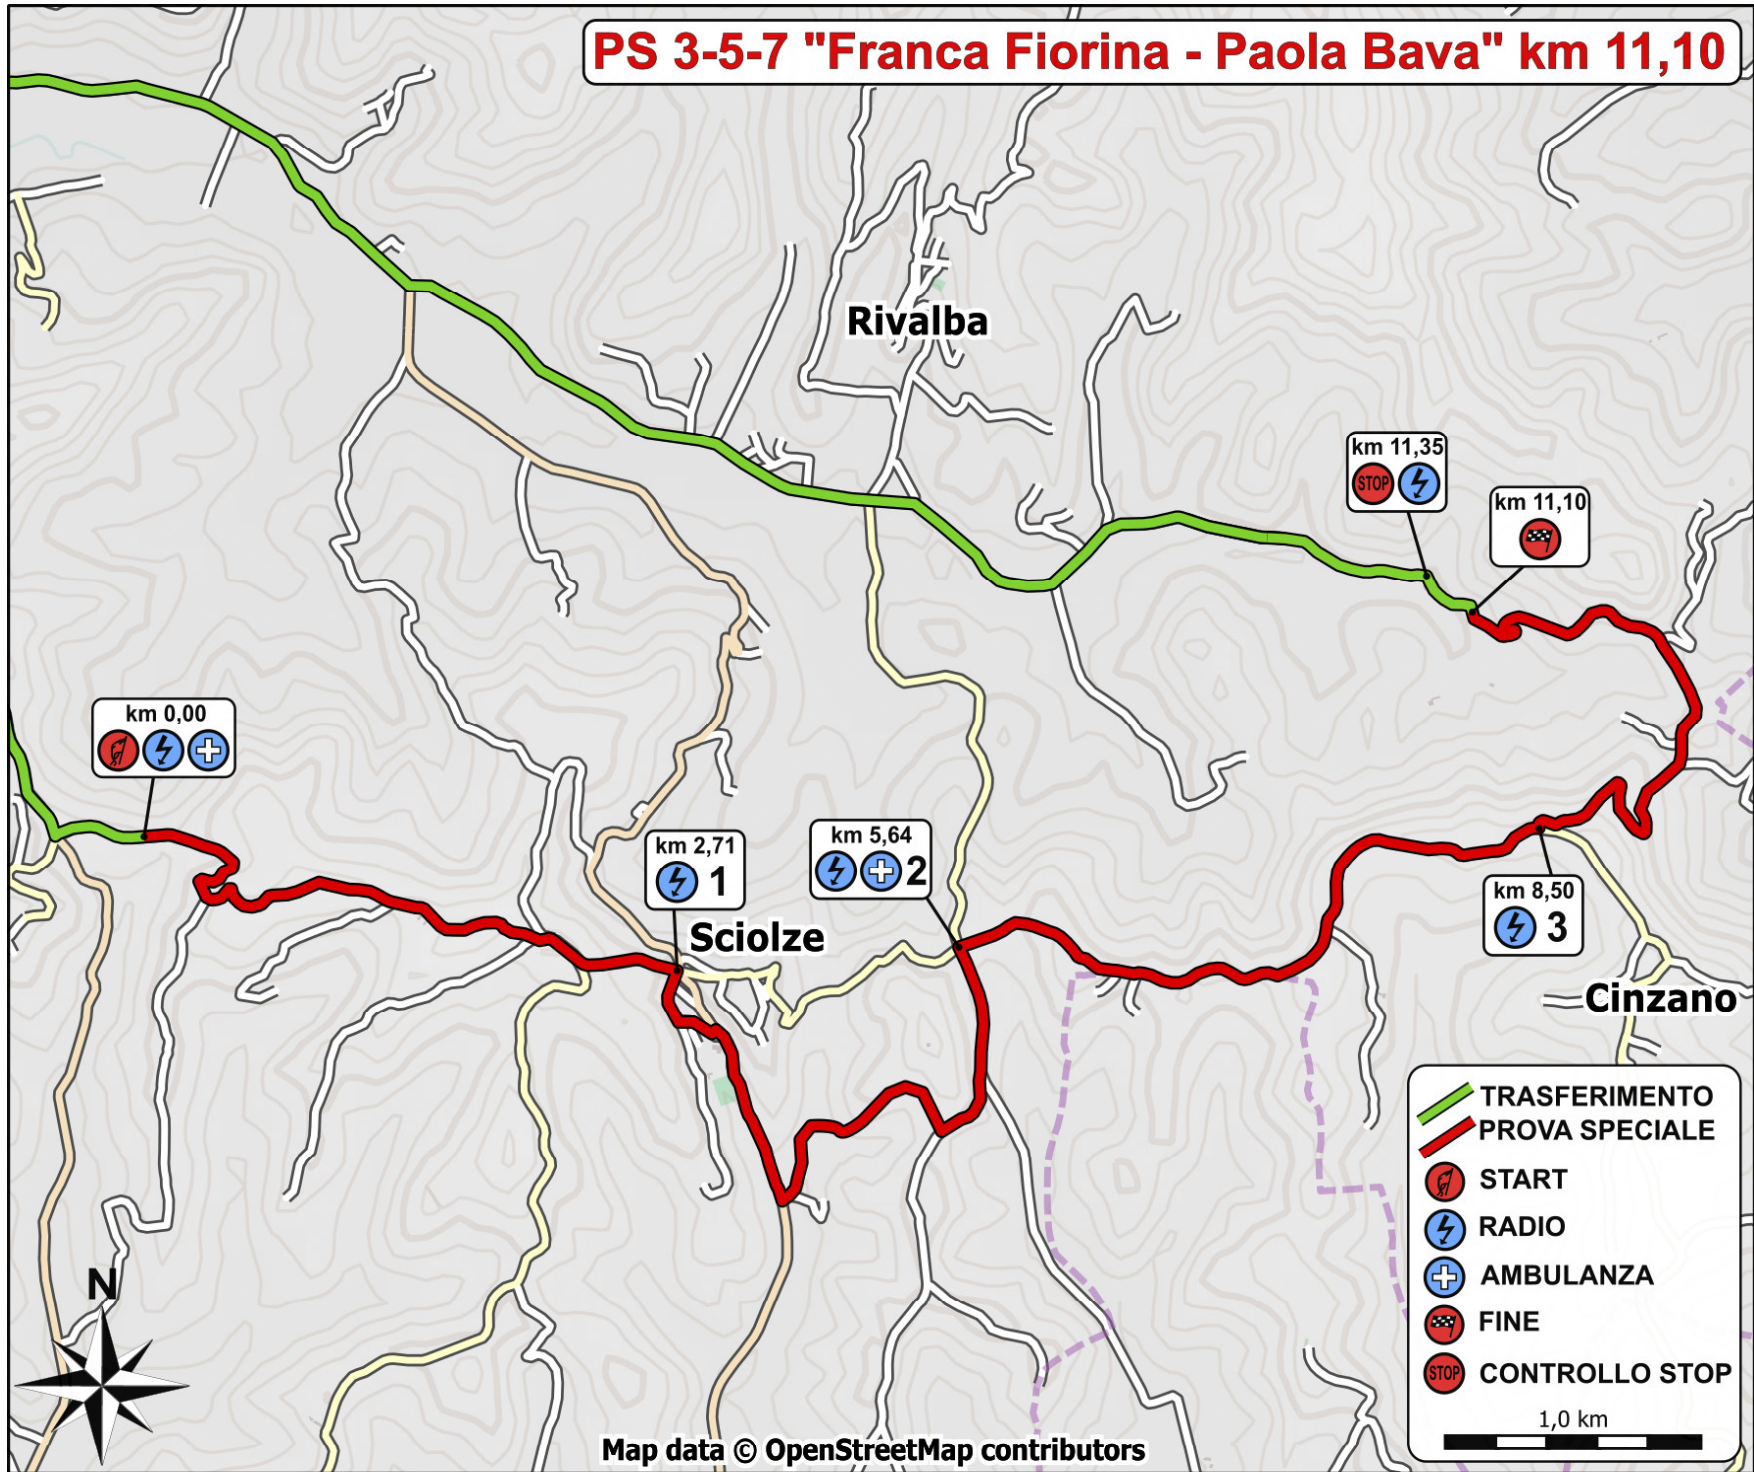 PS 3-5-7 "Franca Fiorina - Paola Bava" km 11,10
Rivalba
km 11,35
STOP
km 11,10
km 0,00
km 2,71
1
km 5,64
2
Sciolze
km 8,50
3
Cinzano
TRASFERIMENTO
PROVA SPECIALE
START
RADIO
AMBULANZA
FINE
STOP CONTROLLO STOP
1,0 km
N
Map data © OpenStreetMap contributors